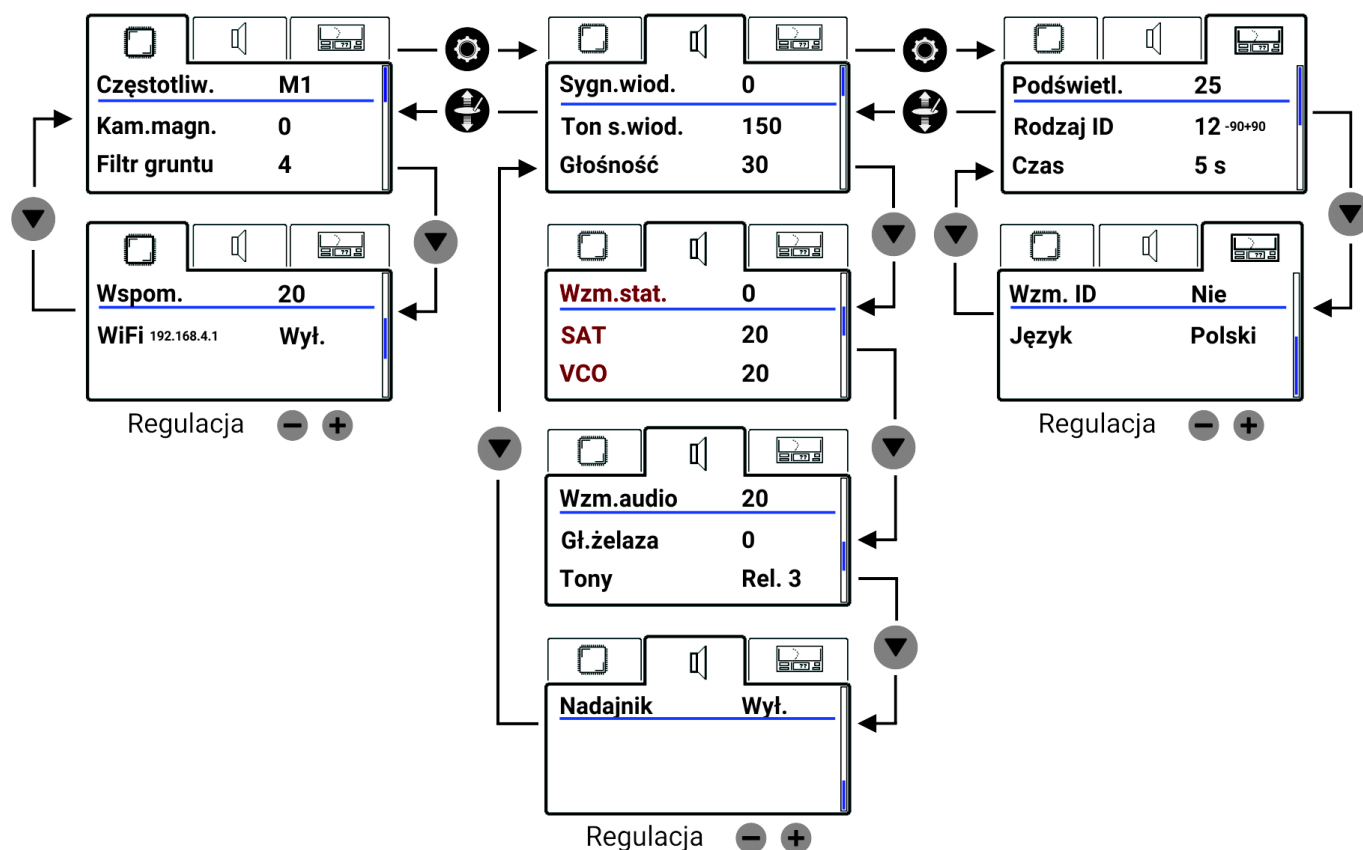 Częstotliw. M1
Kam.magn. 0
Filtr gruntu 4
Wspom. 20
WiFi 192.168.4.1 Wył.
Regulacja
Sygn.wiod. 0
Ton s.wiod. 150
Głośność 30
Wzm.stat. 0
SAT 20
VCO 20
Wzm.audio 20
Gł.żelaza 0
Tony Rel. 3
Nadajnik Wył.
Regulacja
Podświetl. 25
Rodzaj ID 12 -90+90
Czas 5 s
Wzm. ID Nie
Język Polski
Regulacja